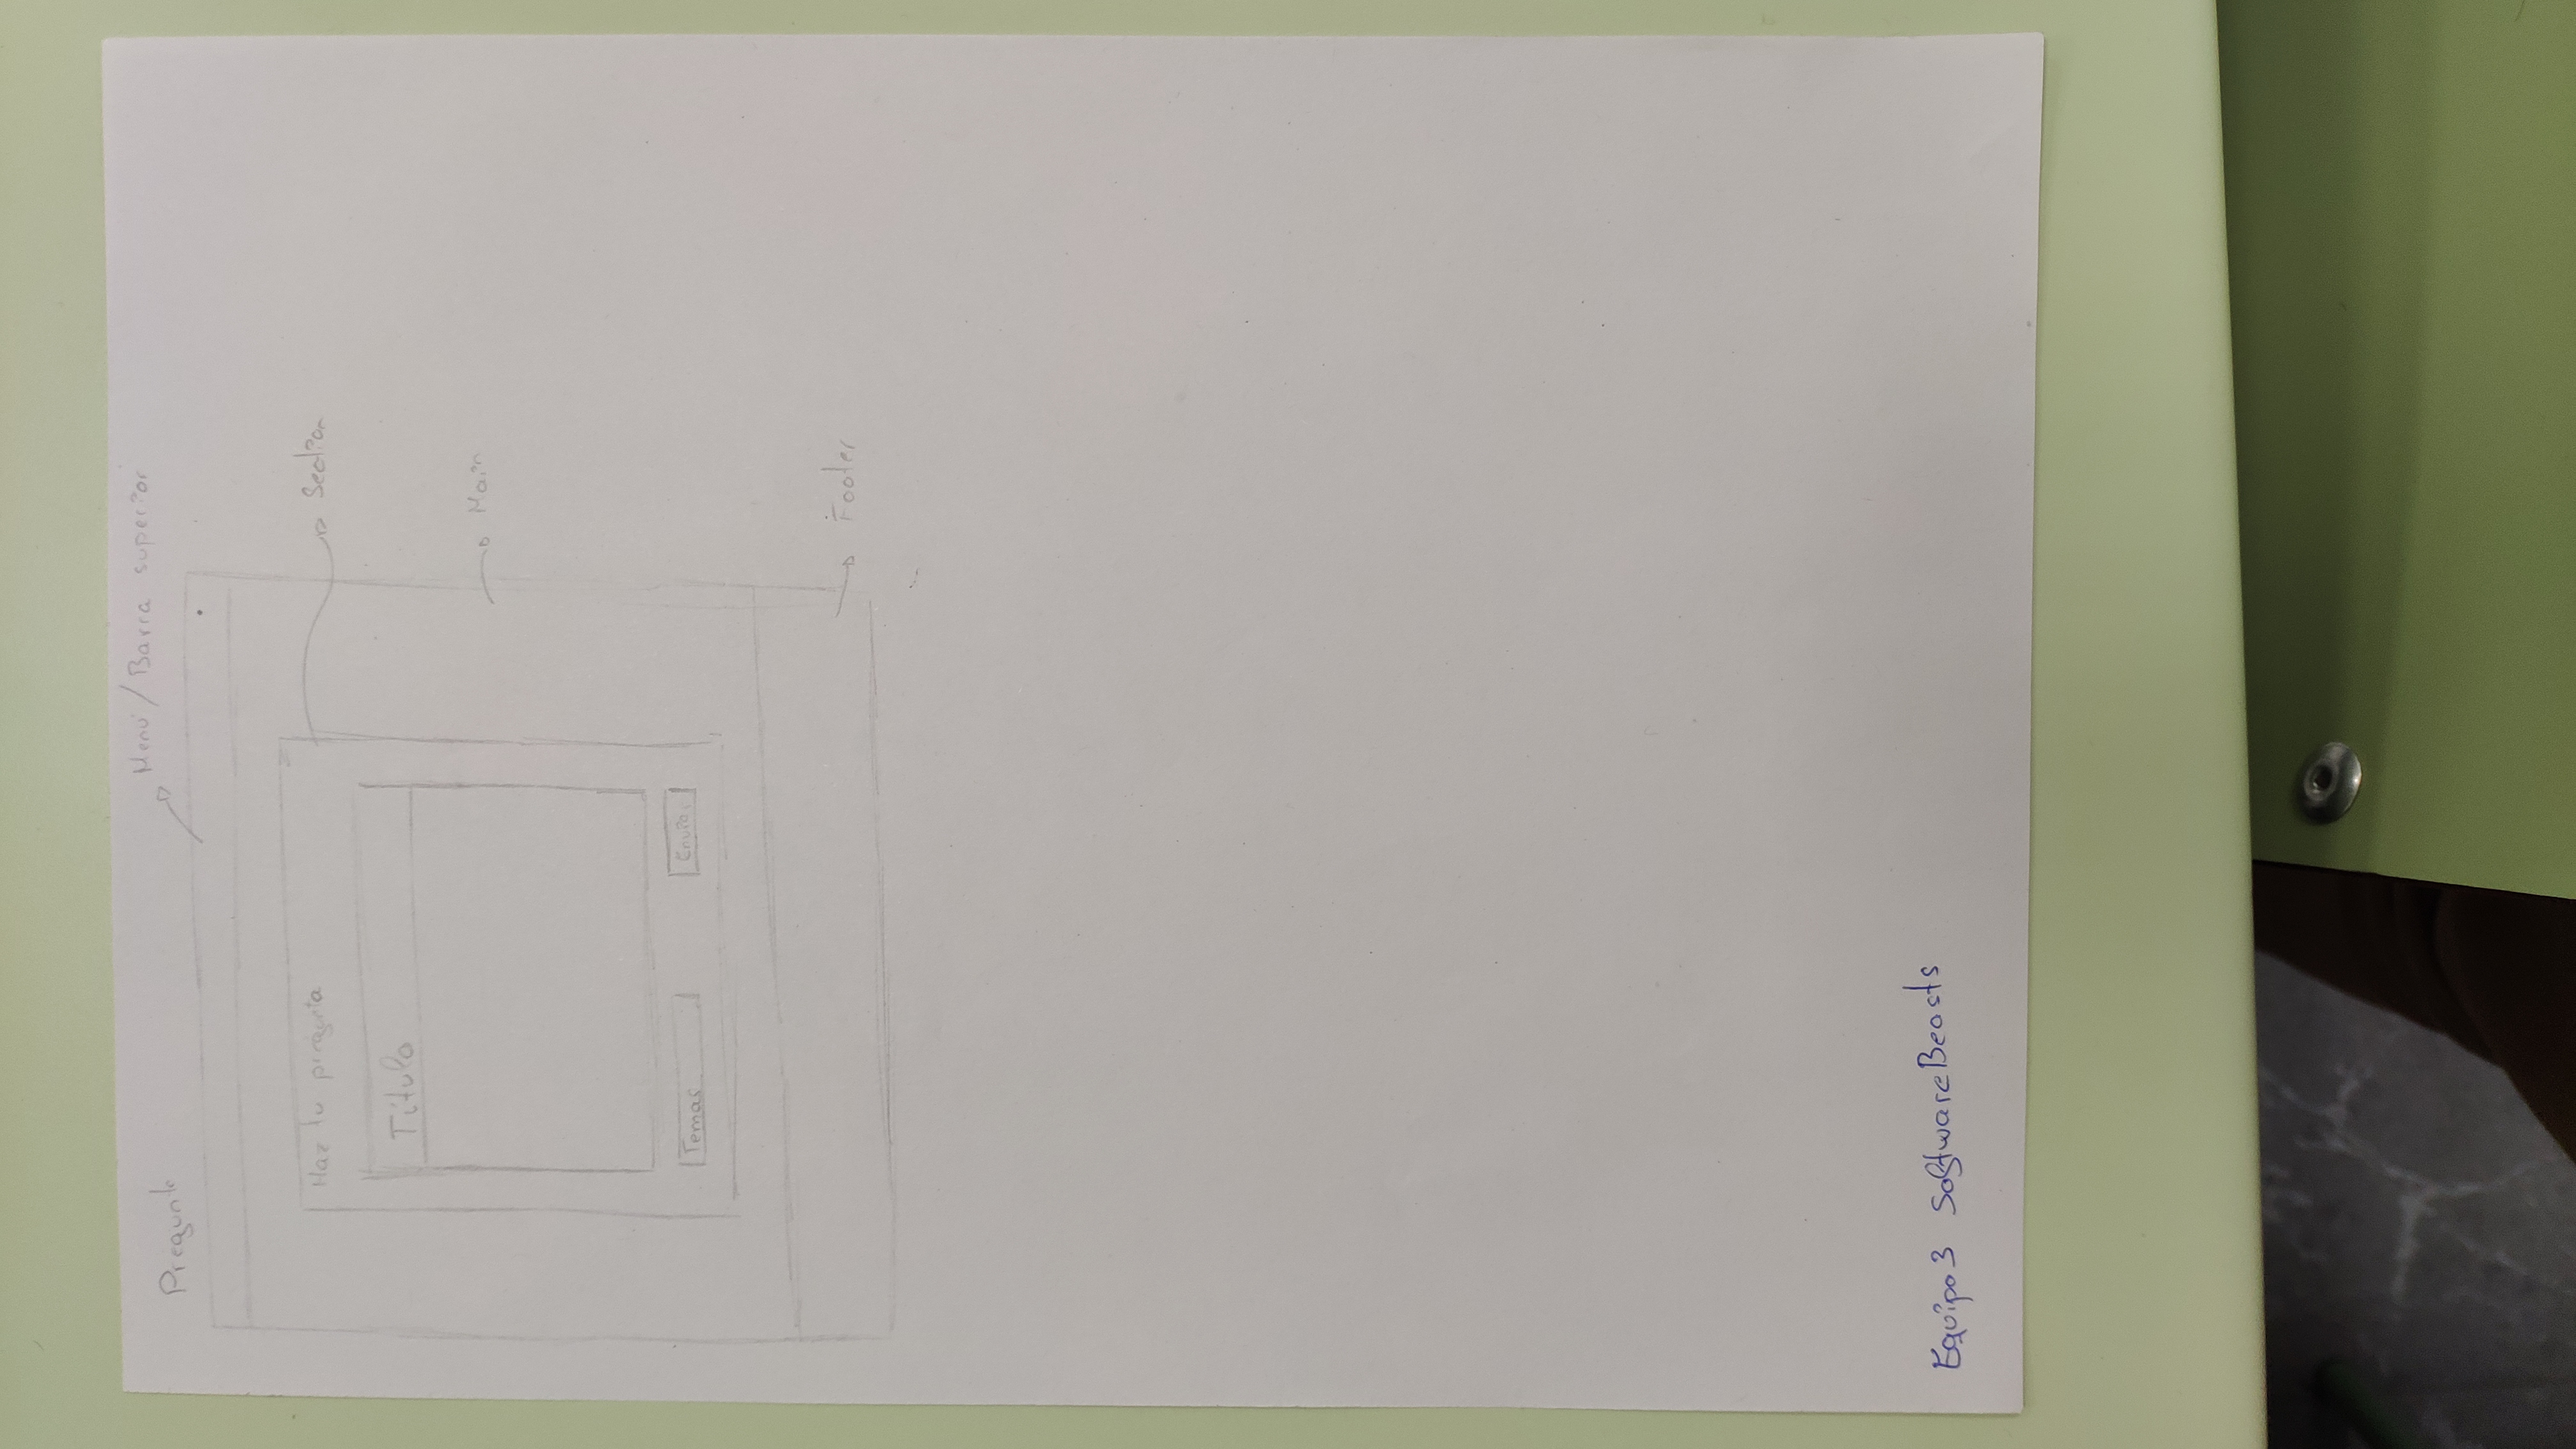 Menú / Barra superior
Pregunta
Haz tu pregunta
Section
Titulo
Main
Temas
Enviar
Footer
Equipo 3 SoftwareBeasts